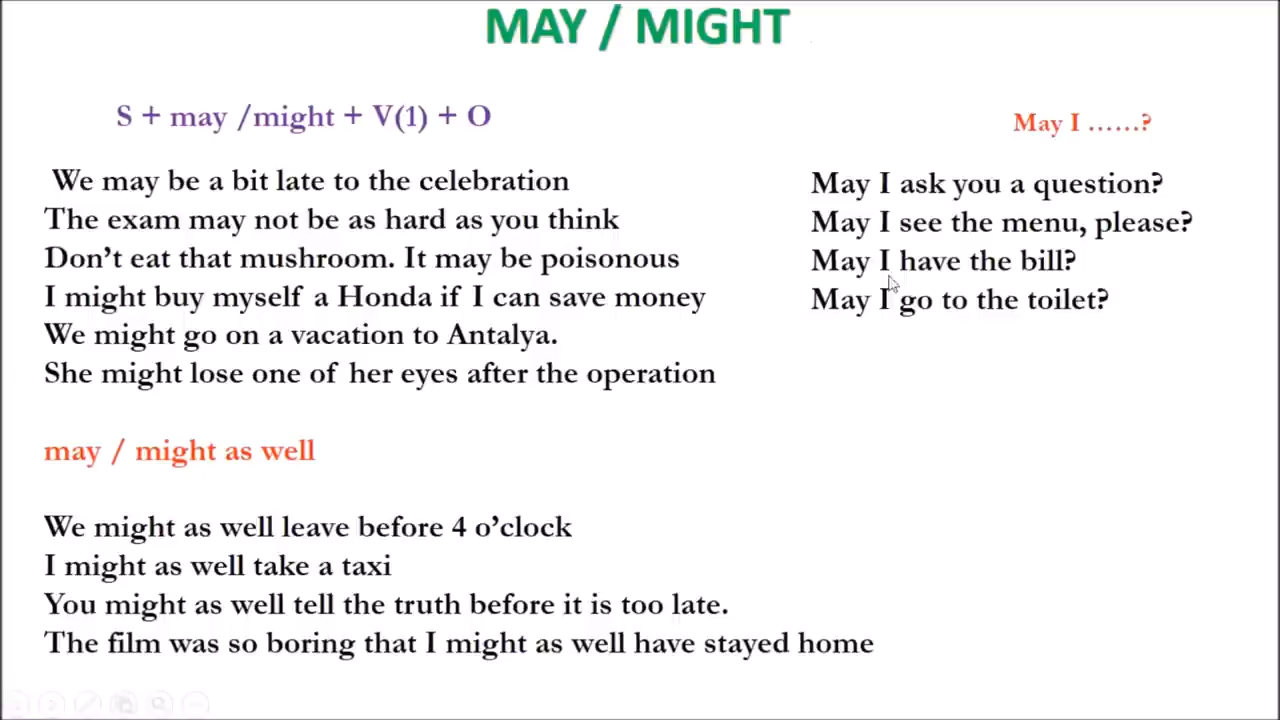 MAY / MIGHT
S + may /might + V(1) + O
We may be a bit late to the celebration
The exam may not be as hard as you think
Don’t eat that mushroom. It may be poisonous
I might buy myself a Honda if I can save money
We might go on a vacation to Antalya.
She might lose one of her eyes after the operation
may / might as well
We might as well leave before 4 o’clock
I might as well take a taxi
You might as well tell the truth before it is too late.
The film was so boring that I might as well have stayed home
May I ......?
May I ask you a question?
May I see the menu, please?
May I have the bill?
May I go to the toilet?